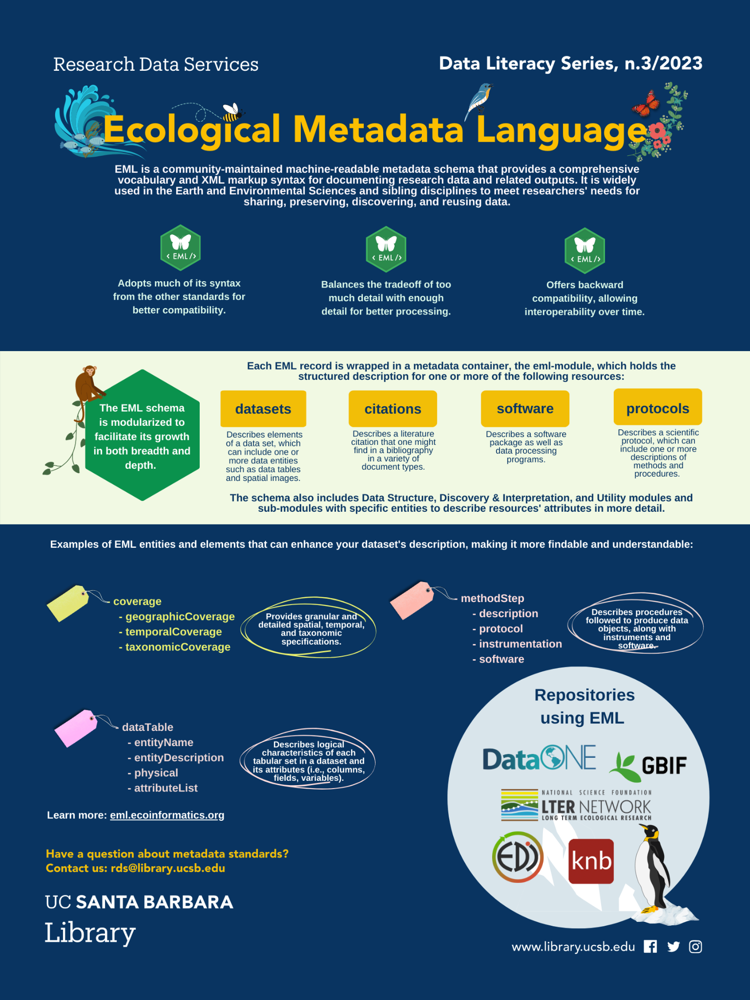 Research Data Services
Data Literacy Series, n.3/2023
Ecological Metadata Language
EML is a community-maintained machine-readable metadata schema that provides a comprehensive
vocabulary and XML markup syntax for documenting research data and related outputs. It is widely
used in the Earth and Environmental Sciences and sibling disciplines to meet researchers' needs for
sharing, preserving, discovering, and reusing data.
< EML />
Adopts much of its syntax
from the other standards for
better compatibility.
< EML />
Balances the tradeoff of too
much detail with enough
detail for better processing.
< EML />
Offers backward
compatibility, allowing
interoperability over time.
The EML schema
is modularized to
facilitate its growth
in both breadth and
depth.
Each EML record is wrapped in a metadata container, the eml-module, which holds the
structured description for one or more of the following resources:
datasets
Describes elements
of a data set, which
can include one or
more data entities
such as data tables
and spatial images.
citations
Describes a literature
citation that one might
find in a bibliography
in a variety of
document types.
software
Describes a software
package as well as
data processing
programs.
protocols
Describes a scientific
protocol, which can
include one or more
descriptions of
methods and
procedures.
The schema also includes Data Structure, Discovery & Interpretation, and Utility modules and
sub-modules with specific entities to describe resources' attributes in more detail.
Examples of EML entities and elements that can enhance your dataset's description, making it more findable and understandable:
- coverage
- geographicCoverage
- temporalCoverage
- taxonomicCoverage
Provides granular and
detailed spatial, temporal,
and taxonomic
specifications.
- methodStep
- description
- protocol
- instrumentation
- software
Describes procedures
followed to produce data
objects, along with
instruments and
software.
- dataTable
- entityName
- entityDescription
- physical
- attributeList
Describes logical
characteristics of each
tabular set in a dataset and
its attributes (i.e., columns,
fields, variables).
Repositories
using EML
DataONE
GBIF
NATIONAL SCIENCE FOUNDATION
LTER NETWORK
LONG TERM ECOLOGICAL RESEARCH
EDi
knb
Learn more: eml.ecoinformatics.org
Have a question about metadata standards?
Contact us: rds@library.ucsb.edu
UC SANTA BARBARA
Library
www.library.ucsb.edu